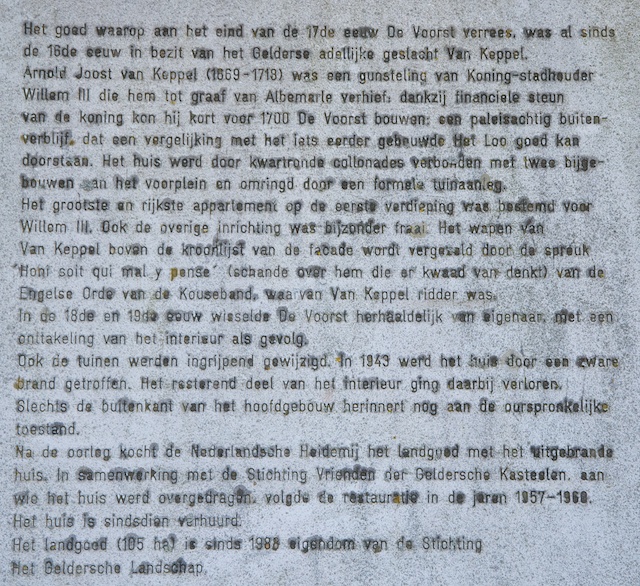 Het goed waarop aan het eind van de 17de eeuw De Voorst verrees, was al sinds
de 16de eeuw in bezit van het Gelderse adellijke geslacht Van Keppel.
Arnold Joost van Keppel (1669-1718) was een gunsteling van Koning-stadhouder
Willem III die hem tot graaf van Albemarle verhief; dankzij financiele steun
van de koning kon hij kort voor 1700 De Voorst bouwen; een paleisachtig buiten-
verblijf, dat een vergelijking met het iets eerder gebouwde Het Loo goed kan
doorstaan. Het huis werd door kwartronde collonades verbonden met twee bijge-
bouwen aan het voorplein en omringd door een formele tuinaanleg.
Het grootste en rijkste appartement op de eerste verdieping was bestemd voor
Willem III. Ook de overige inrichting was bijzonder fraai. Het wapen van
Van Keppel boven de kroonlijst van de facade wordt vergezeld door de spreuk
"Honi soit qui mal y pense" (schande over hem die er kwaad van denkt) van de
Engelse Orde van de Kouseband, waarvan Van Keppel ridder was.
In de 18de en 19de eeuw wisselde De Voorst herhaaldelijk van eigenaar, met een
onttakeling van het interieur als gevolg.
Ook de tuinen werden ingrijpend gewijzigd. In 1943 werd het huis door een zware
brand getroffen. Het resterend deel van het interieur ging daarbij verloren.
Slechts de buitenkant van het hoofdgebouw herinnert nog aan de ourspronkelijke
toestand.
Na de oorlog kocht de Nederlandsche Heidemij het landgoed met het uitgebrande
huis. In samenwerking met de Stichting Vrienden der Geldersche Kasteelen, aan
wie het huis werd overgedragen, volgde de restauratie in de jaren 1957-1960.
Het huis is sindsdien verhuurd.
Het landgoed (105 ha) is sinds 1983 eigendom van de Stichting
Het Geldersche Landschap.